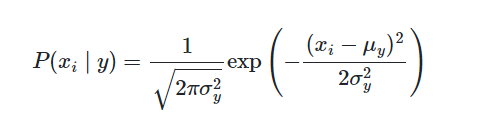 P(x_i | y) = \frac{1}{\sqrt{2\pi\sigma_y^2}} \exp\left(-\frac{(x_i - \mu_y)^2}{2\sigma_y^2}\right)